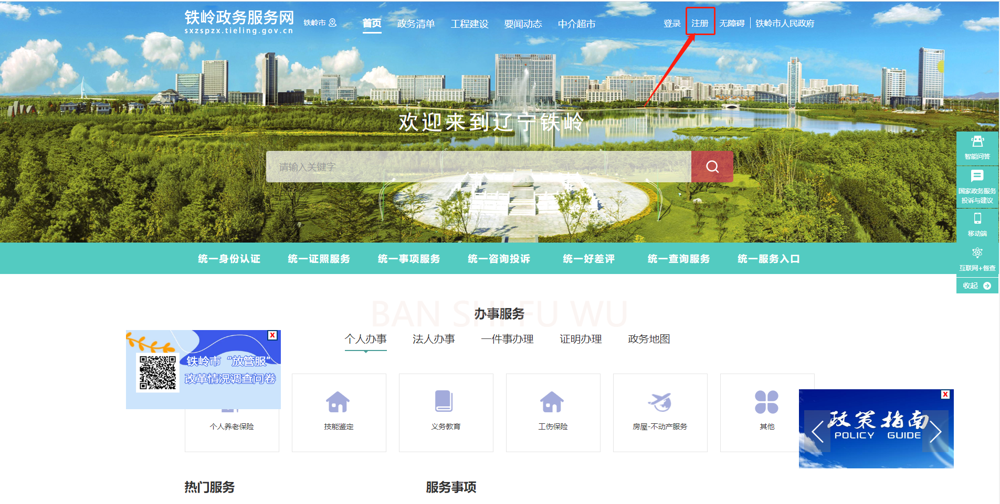 铁岭政务服务网
sxzspzx.tieling.gov.cn
铁岭市
首页 政务清单 工程建设 要闻动态 中介超市
登录 注册 无障碍 铁岭市人民政府
欢迎来到辽宁铁岭
请输入关键字
智能问答
国家政务服务
投诉与建议
移动端
互联网+督查
收起
统一身份认证 统一证照服务 统一事项服务 统一咨询投诉 统一好差评 统一查询服务 统一服务入口
BAN SHI FU WU
办事服务
个人办事 法人办事 一件事办理 证明办理 政务地图
X
铁岭市“放管服”
改革情况调查问卷
个人养老保险 技能鉴定 义务教育 工伤保险 房屋-不动产服务 其他
X
政策指南
POLICY GUIDE
热门服务 服务事项